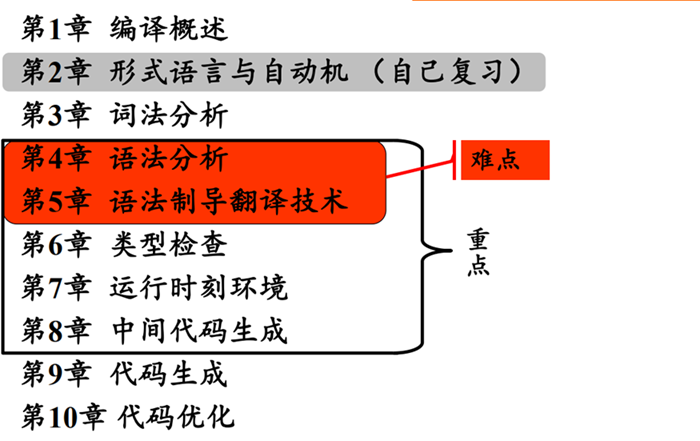 第1章 编译概述
第2章 形式语言与自动机 （自己复习）
第3章 词法分析
第4章 语法分析
难点
第5章 语法制导翻译技术
第6章 类型检查
重点
第7章 运行时刻环境
第8章 中间代码生成
第9章 代码生成
第10章 代码优化